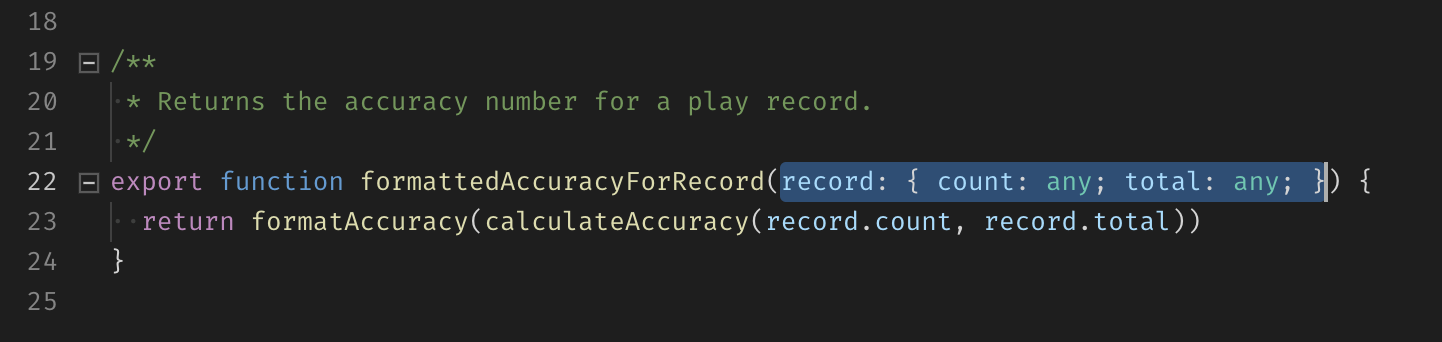 18
19 /**
20  * Returns the accuracy number for a play record.
21  */
22 export function formattedAccuracyForRecord(record: { count: any; total: any; }) {
23   return formatAccuracy(calculateAccuracy(record.count, record.total))
24 }
25